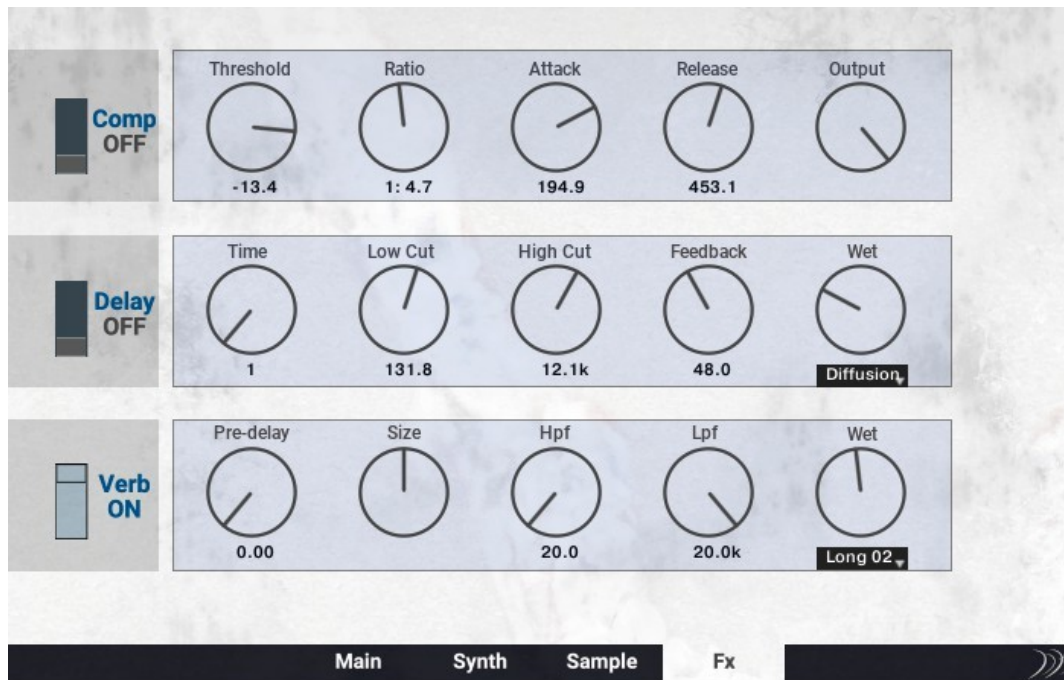 Threshold Ratio Attack Release Output
Comp
OFF
-13.4 1: 4.7 194.9 453.1
Time Low Cut High Cut Feedback Wet
Delay
OFF
1 131.8 12.1k 48.0 Diffusion
Pre-delay Size Hpf Lpf Wet
Verb
ON
0.00 20.0 20.0k Long 02
Main Synth Sample Fx